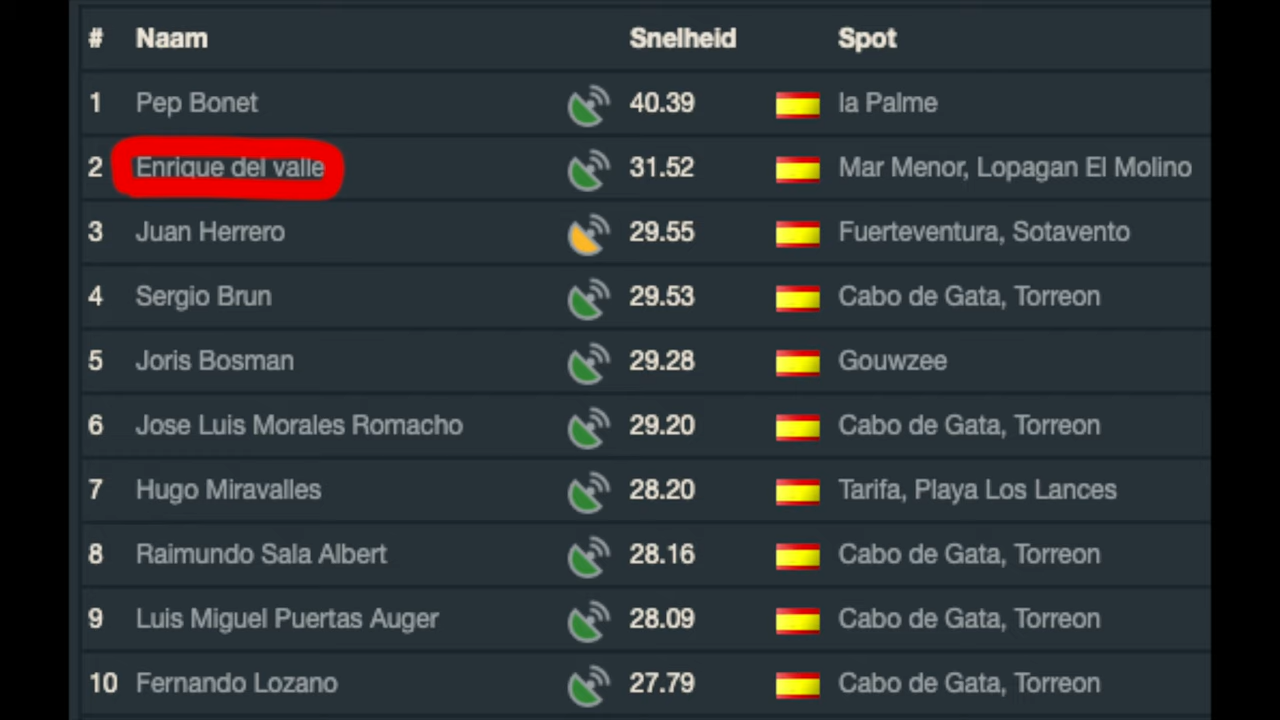 # Naam Snelheid Spot
1 Pep Bonet 40.39 la Palme
2 Enrique del valle 31.52 Mar Menor, Lopagan El Molino
3 Juan Herrero 29.55 Fuerteventura, Sotavento
4 Sergio Brun 29.53 Cabo de Gata, Torreon
5 Joris Bosman 29.28 Gouwzee
6 Jose Luis Morales Romacho 29.20 Cabo de Gata, Torreon
7 Hugo Miravalles 28.20 Tarifa, Playa Los Lances
8 Raimundo Sala Albert 28.16 Cabo de Gata, Torreon
9 Luis Miguel Puertas Auger 28.09 Cabo de Gata, Torreon
10 Fernando Lozano 27.79 Cabo de Gata, Torreon